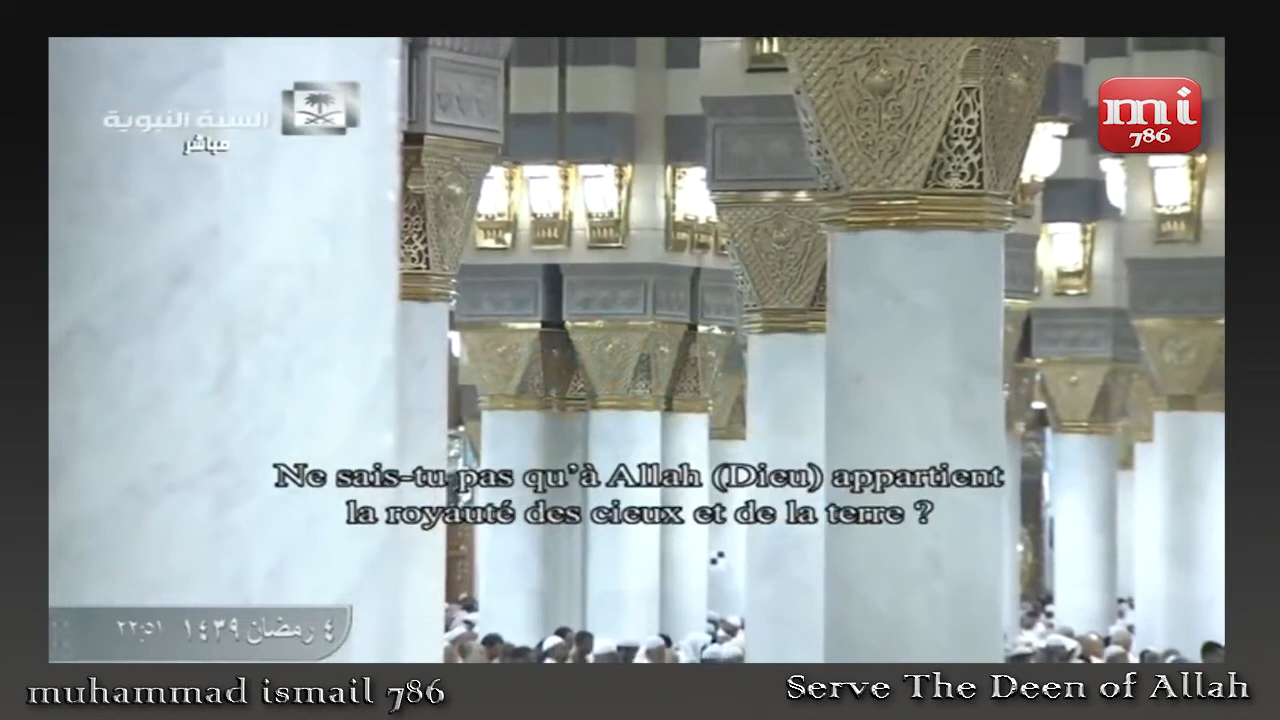 السنة النبوية
مباشر
mi
786
Ne sais-tu pas qu'à Allah (Dieu) appartient
la royauté des cieux et de la terre ?
٤ رمضان ١٤٣٩ ٢٢:٥١
muhammad ismail 786
Serve The Deen of Allah